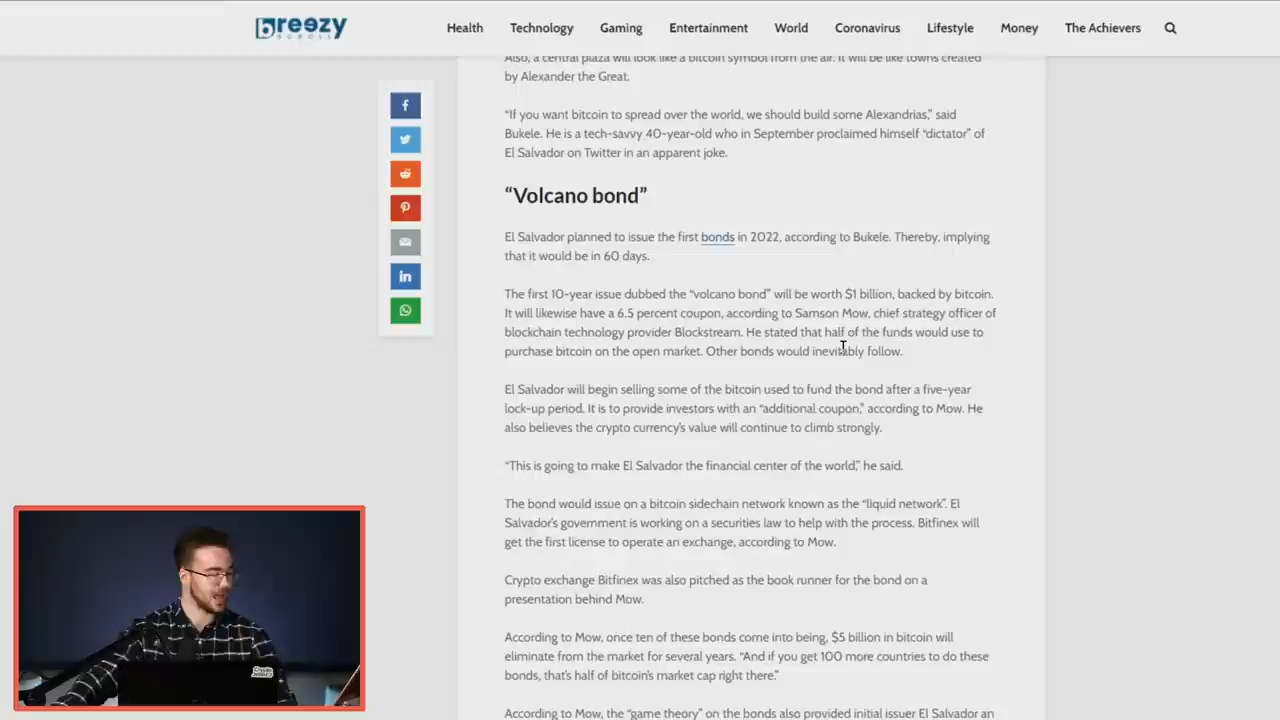 breezy
SCROLL
Health Technology Gaming Entertainment World Coronavirus Lifestyle Money The Achievers
Also, a central plaza will look like a bitcoin symbol from the air. It will be like towns created
by Alexander the Great.
“If you want bitcoin to spread over the world, we should build some Alexandrias,” said
Bukele. He is a tech-savvy 40-year-old who in September proclaimed himself “dictator” of
El Salvador on Twitter in an apparent joke.
“Volcano bond”
El Salvador planned to issue the first bonds in 2022, according to Bukele. Thereby, implying
that it would be in 60 days.
The first 10-year issue dubbed the “volcano bond” will be worth $1 billion, backed by bitcoin.
It will likewise have a 6.5 percent coupon, according to Samson Mow, chief strategy officer of
blockchain technology provider Blockstream. He stated that half of the funds would use to
purchase bitcoin on the open market. Other bonds would inevitably follow.
El Salvador will begin selling some of the bitcoin used to fund the bond after a five-year
lock-up period. It is to provide investors with an “additional coupon,” according to Mow. He
also believes the crypto currency’s value will continue to climb strongly.
“This is going to make El Salvador the financial center of the world,” he said.
The bond would issue on a bitcoin sidechain network known as the “liquid network”. El
Salvador’s government is working on a securities law to help with the process. Bitfinex will
get the first license to operate an exchange, according to Mow.
Crypto exchange Bitfinex was also pitched as the book runner for the bond on a
presentation behind Mow.
According to Mow, once ten of these bonds come into being, $5 billion in bitcoin will
eliminate from the market for several years. “And if you get 100 more countries to do these
bonds, that’s half of bitcoin’s market cap right there.”
According to Mow, the “game theory” on the bonds also provided initial issuer El Salvador an